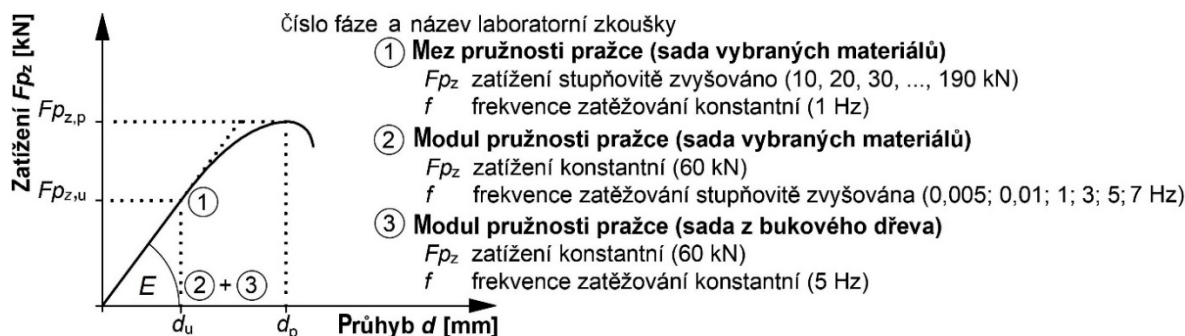 Číslo fáze a název laboratorní zkoušky
① Mez pružnosti pražce (sada vybraných materiálů)
Fpz zatížení stupňovitě zvyšováno (10, 20, 30, ..., 190 kN)
f frekvence zatěžování konstantní (1 Hz)
② Modul pružnosti pražce (sada vybraných materiálů)
Fpz zatížení konstantní (60 kN)
f frekvence zatěžování stupňovitě zvyšována (0,005; 0,01; 1; 3; 5; 7 Hz)
③ Modul pružnosti pražce (sada z bukového dřeva)
Fpz zatížení konstantní (60 kN)
f frekvence zatěžování konstantní (5 Hz)
Zatížení Fpz [kN]
Fpz,p
Fpz,u
①
E ② + ③
du dp Průhyb d [mm]